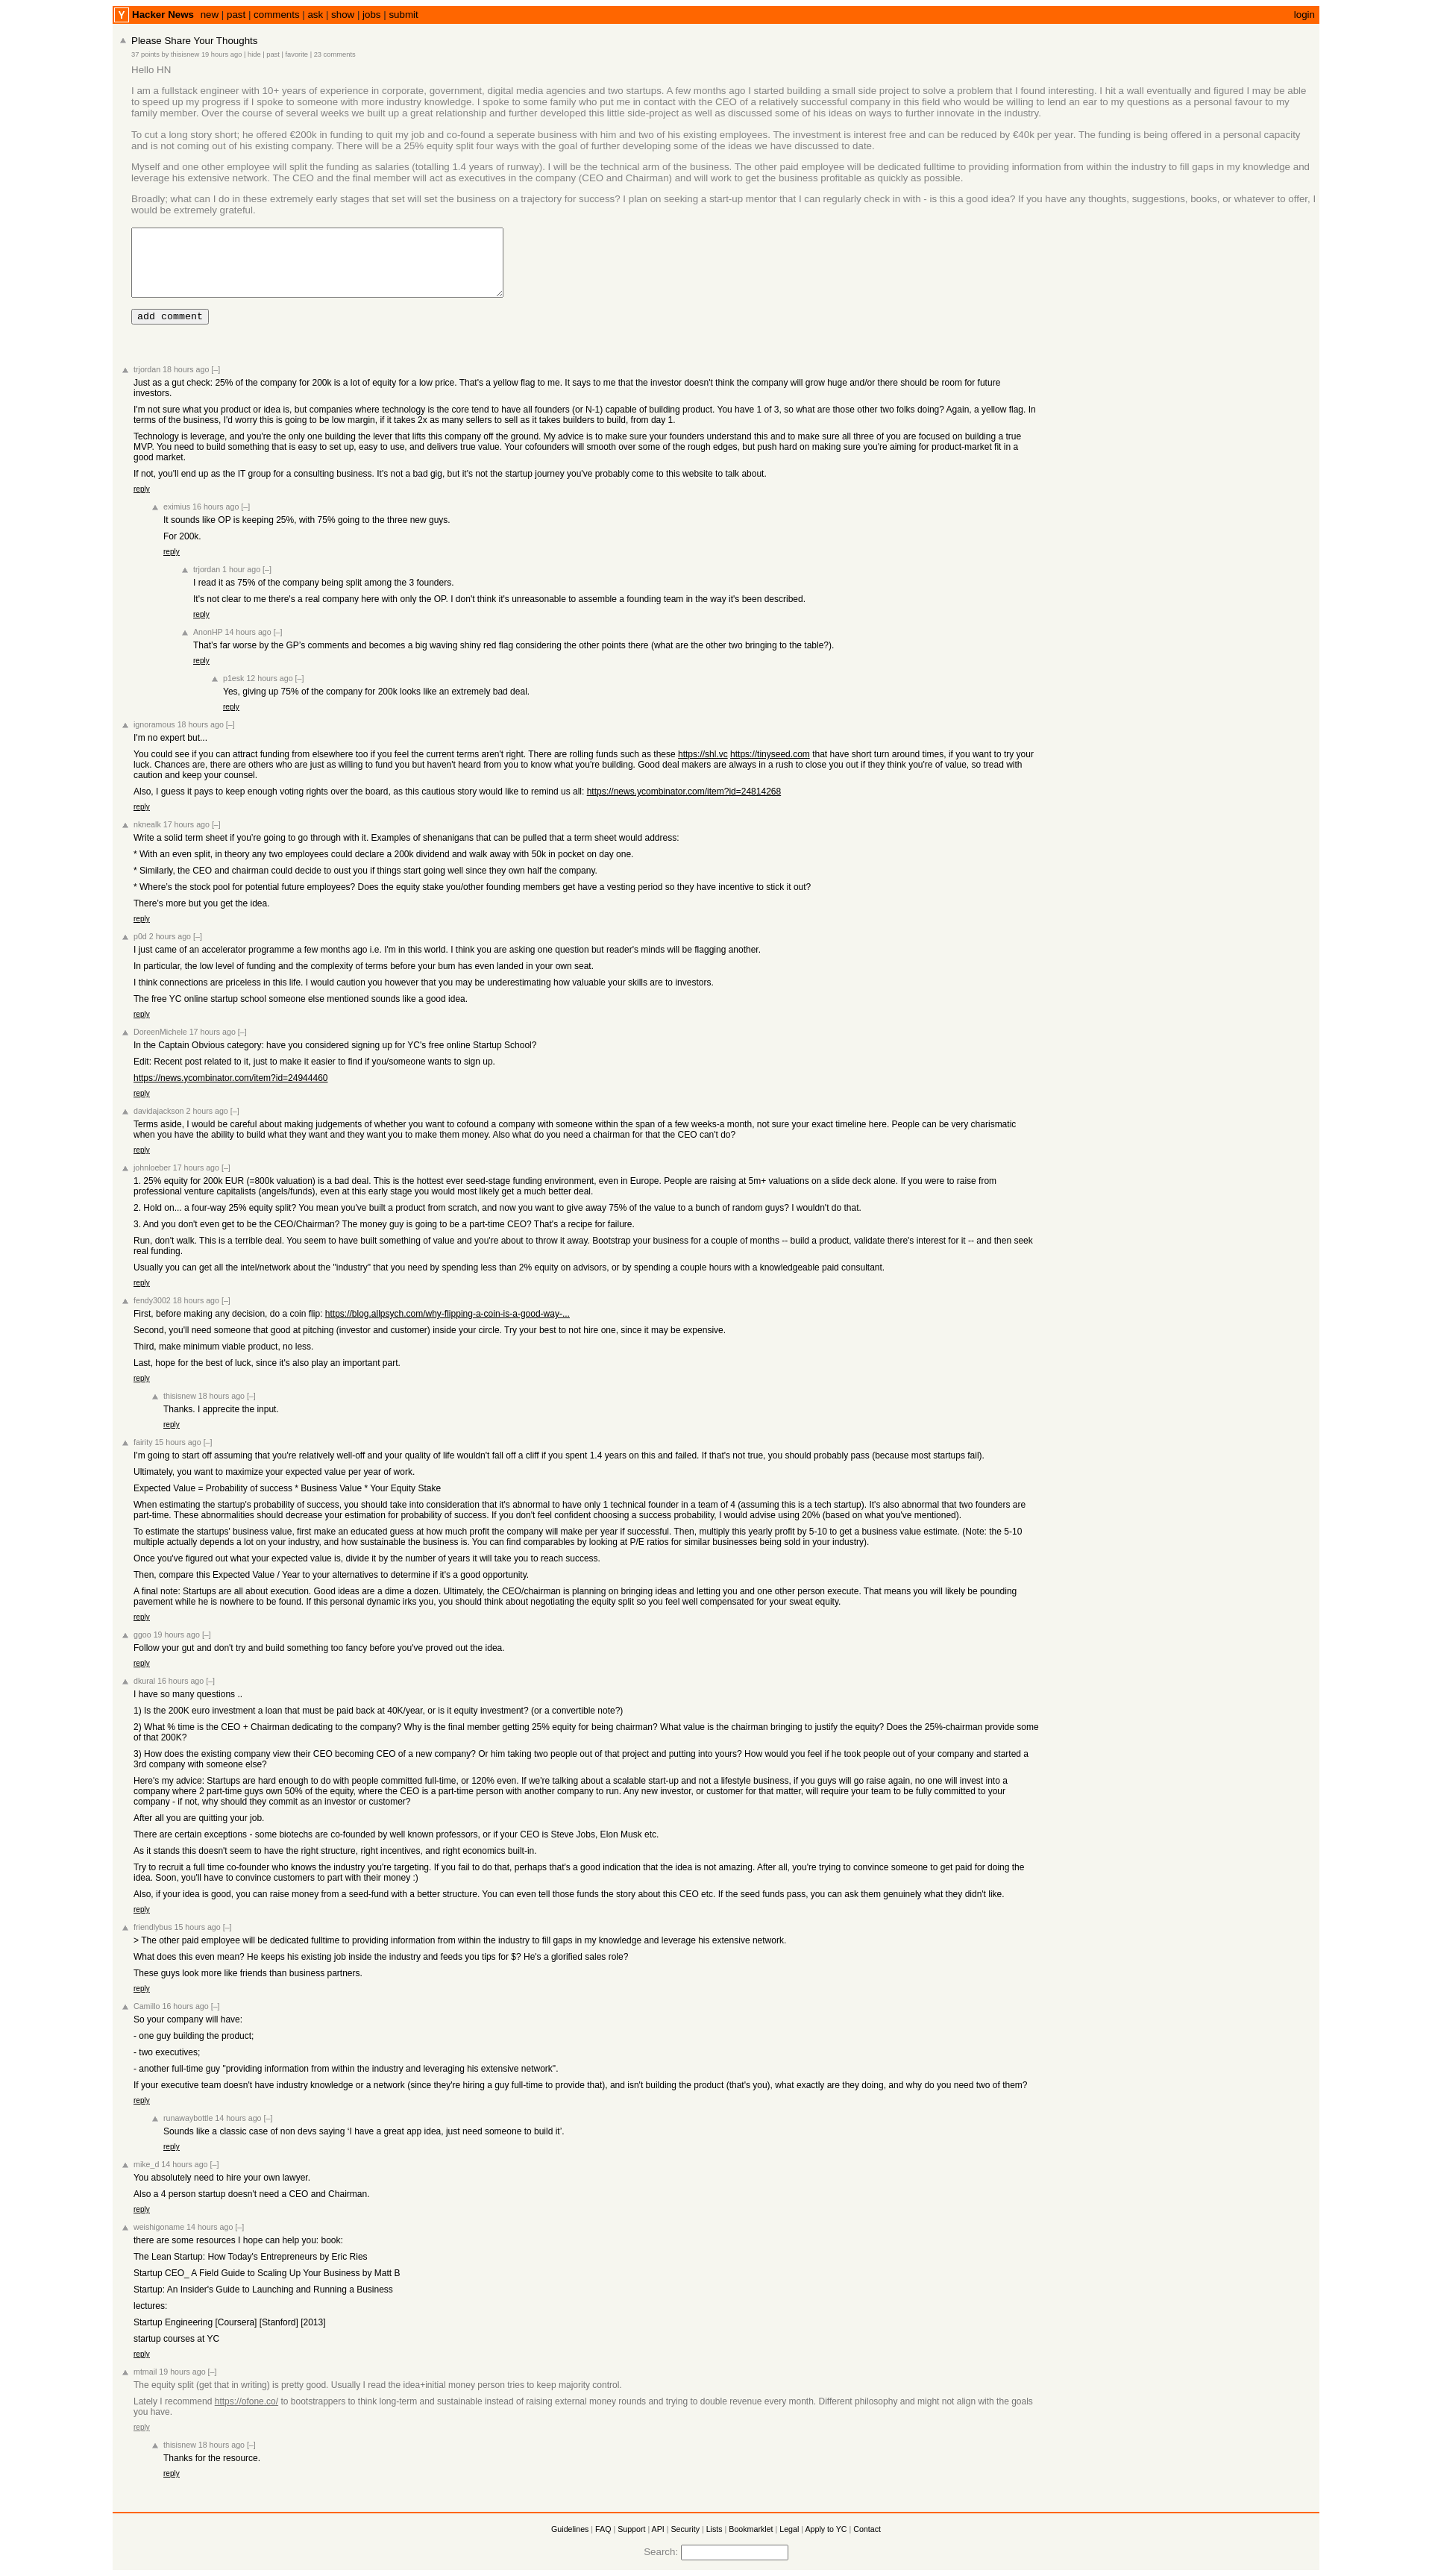 Y Hacker News new | past | comments | ask | show | jobs | submit login
Please Share Your Thoughts
37 points by thisisnew 19 hours ago | hide | past | favorite | 23 comments
Hello HN
I am a fullstack engineer with 10+ years of experience in corporate, government, digital media agencies and two startups. A few months ago I started building a small side project to solve a problem that I found interesting. I hit a wall eventually and figured I may be able
to speed up my progress if I spoke to someone with more industry knowledge. I spoke to some family who put me in contact with the CEO of a relatively successful company in this field who would be willing to lend an ear to my questions as a personal favour to my
family member. Over the course of several weeks we built up a great relationship and further developed this little side-project as well as discussed some of his ideas on ways to further innovate in the industry.
To cut a long story short; he offered €200k in funding to quit my job and co-found a seperate business with him and two of his existing employees. The investment is interest free and can be reduced by €40k per year. The funding is being offered in a personal capacity
and is not coming out of his existing company. There will be a 25% equity split four ways with the goal of further developing some of the ideas we have discussed to date.
Myself and one other employee will split the funding as salaries (totalling 1.4 years of runway). I will be the technical arm of the business. The other paid employee will be dedicated fulltime to providing information from within the industry to fill gaps in my knowledge and
leverage his extensive network. The CEO and the final member will act as executives in the company (CEO and Chairman) and will work to get the business profitable as quickly as possible.
Broadly; what can I do in these extremely early stages that set will set the business on a trajectory for success? I plan on seeking a start-up mentor that I can regularly check in with - is this a good idea? If you have any thoughts, suggestions, books, or whatever to offer, I
would be extremely grateful.
add comment
trjordan 18 hours ago [–]
Just as a gut check: 25% of the company for 200k is a lot of equity for a low price. That's a yellow flag to me. It says to me that the investor doesn't think the company will grow huge and/or there should be room for future
investors.
I'm not sure what you product or idea is, but companies where technology is the core tend to have all founders (or N-1) capable of building product. You have 1 of 3, so what are those other two folks doing? Again, a yellow flag. In
terms of the business, I'd worry this is going to be low margin, if it takes 2x as many sellers to sell as it takes builders to build, from day 1.
Technology is leverage, and you're the only one building the lever that lifts this company off the ground. My advice is to make sure your founders understand this and to make sure all three of you are focused on building a true
MVP. You need to build something that is easy to set up, easy to use, and delivers true value. Your cofounders will smooth over some of the rough edges, but push hard on making sure you're aiming for product-market fit in a
good market.
If not, you'll end up as the IT group for a consulting business. It's not a bad gig, but it's not the startup journey you've probably come to this website to talk about.
reply
eximius 16 hours ago [–]
It sounds like OP is keeping 25%, with 75% going to the three new guys.
For 200k.
reply
trjordan 1 hour ago [–]
I read it as 75% of the company being split among the 3 founders.
It's not clear to me there's a real company here with only the OP. I don't think it's unreasonable to assemble a founding team in the way it's been described.
reply
AnonHP 14 hours ago [–]
That's far worse by the GP's comments and becomes a big waving shiny red flag considering the other points there (what are the other two bringing to the table?).
reply
p1esk 12 hours ago [–]
Yes, giving up 75% of the company for 200k looks like an extremely bad deal.
reply
ignoramous 18 hours ago [–]
I'm no expert but...
You could see if you can attract funding from elsewhere too if you feel the current terms aren't right. There are rolling funds such as these https://shl.vc https://tinyseed.com that have short turn around times, if you want to try your
luck. Chances are, there are others who are just as willing to fund you but haven't heard from you to know what you're building. Good deal makers are always in a rush to close you out if they think you're of value, so tread with
caution and keep your counsel.
Also, I guess it pays to keep enough voting rights over the board, as this cautious story would like to remind us all: https://news.ycombinator.com/item?id=24814268
reply
nknealk 17 hours ago [–]
Write a solid term sheet if you're going to go through with it. Examples of shenanigans that can be pulled that a term sheet would address:
* With an even split, in theory any two employees could declare a 200k dividend and walk away with 50k in pocket on day one.
* Similarly, the CEO and chairman could decide to oust you if things start going well since they own half the company.
* Where's the stock pool for potential future employees? Does the equity stake you/other founding members get have a vesting period so they have incentive to stick it out?
There's more but you get the idea.
reply
p0d 2 hours ago [–]
I just came of an accelerator programme a few months ago i.e. I'm in this world. I think you are asking one question but reader's minds will be flagging another.
In particular, the low level of funding and the complexity of terms before your bum has even landed in your own seat.
I think connections are priceless in this life. I would caution you however that you may be underestimating how valuable your skills are to investors.
The free YC online startup school someone else mentioned sounds like a good idea.
reply
DoreenMichele 17 hours ago [–]
In the Captain Obvious category: have you considered signing up for YC's free online Startup School?
Edit: Recent post related to it, just to make it easier to find if you/someone wants to sign up.
https://news.ycombinator.com/item?id=24944460
reply
davidajackson 2 hours ago [–]
Terms aside, I would be careful about making judgements of whether you want to cofound a company with someone within the span of a few weeks-a month, not sure your exact timeline here. People can be very charismatic
when you have the ability to build what they want and they want you to make them money. Also what do you need a chairman for that the CEO can't do?
reply
johnloeber 17 hours ago [–]
1. 25% equity for 200k EUR (=800k valuation) is a bad deal. This is the hottest ever seed-stage funding environment, even in Europe. People are raising at 5m+ valuations on a slide deck alone. If you were to raise from
professional venture capitalists (angels/funds), even at this early stage you would most likely get a much better deal.
2. Hold on... a four-way 25% equity split? You mean you've built a product from scratch, and now you want to give away 75% of the value to a bunch of random guys? I wouldn't do that.
3. And you don't even get to be the CEO/Chairman? The money guy is going to be a part-time CEO? That's a recipe for failure.
Run, don't walk. This is a terrible deal. You seem to have built something of value and you're about to throw it away. Bootstrap your business for a couple of months -- build a product, validate there's interest for it -- and then seek
real funding.
Usually you can get all the intel/network about the "industry" that you need by spending less than 2% equity on advisors, or by spending a couple hours with a knowledgeable paid consultant.
reply
fendy3002 18 hours ago [–]
First, before making any decision, do a coin flip: https://blog.allpsych.com/why-flipping-a-coin-is-a-good-way-...
Second, you'll need someone that good at pitching (investor and customer) inside your circle. Try your best to not hire one, since it may be expensive.
Third, make minimum viable product, no less.
Last, hope for the best of luck, since it's also play an important part.
reply
thisisnew 18 hours ago [–]
Thanks. I apprecite the input.
reply
fairity 15 hours ago [–]
I'm going to start off assuming that you're relatively well-off and your quality of life wouldn't fall off a cliff if you spent 1.4 years on this and failed. If that's not true, you should probably pass (because most startups fail).
Ultimately, you want to maximize your expected value per year of work.
Expected Value = Probability of success * Business Value * Your Equity Stake
When estimating the startup's probability of success, you should take into consideration that it's abnormal to have only 1 technical founder in a team of 4 (assuming this is a tech startup). It's also abnormal that two founders are
part-time. These abnormalities should decrease your estimation for probability of success. If you don't feel confident choosing a success probability, I would advise using 20% (based on what you've mentioned).
To estimate the startups' business value, first make an educated guess at how much profit the company will make per year if successful. Then, multiply this yearly profit by 5-10 to get a business value estimate. (Note: the 5-10
multiple actually depends a lot on your industry, and how sustainable the business is. You can find comparables by looking at P/E ratios for similar businesses being sold in your industry).
Once you've figured out what your expected value is, divide it by the number of years it will take you to reach success.
Then, compare this Expected Value / Year to your alternatives to determine if it's a good opportunity.
A final note: Startups are all about execution. Good ideas are a dime a dozen. Ultimately, the CEO/chairman is planning on bringing ideas and letting you and one other person execute. That means you will likely be pounding
pavement while he is nowhere to be found. If this personal dynamic irks you, you should think about negotiating the equity split so you feel well compensated for your sweat equity.
reply
ggoo 19 hours ago [–]
Follow your gut and don't try and build something too fancy before you've proved out the idea.
reply
dkural 16 hours ago [–]
I have so many questions ..
1) Is the 200K euro investment a loan that must be paid back at 40K/year, or is it equity investment? (or a convertible note?)
2) What % time is the CEO + Chairman dedicating to the company? Why is the final member getting 25% equity for being chairman? What value is the chairman bringing to justify the equity? Does the 25%-chairman provide some
of that 200K?
3) How does the existing company view their CEO becoming CEO of a new company? Or him taking two people out of that project and putting into yours? How would you feel if he took people out of your company and started a
3rd company with someone else?
Here's my advice: Startups are hard enough to do with people committed full-time, or 120% even. If we're talking about a scalable start-up and not a lifestyle business, if you guys will go raise again, no one will invest into a
company where 2 part-time guys own 50% of the equity, where the CEO is a part-time person with another company to run. Any new investor, or customer for that matter, will require your team to be fully committed to your
company - if not, why should they commit as an investor or customer?
After all you are quitting your job.
There are certain exceptions - some biotechs are co-founded by well known professors, or if your CEO is Steve Jobs, Elon Musk etc.
As it stands this doesn't seem to have the right structure, right incentives, and right economics built-in.
Try to recruit a full time co-founder who knows the industry you're targeting. If you fail to do that, perhaps that's a good indication that the idea is not amazing. After all, you're trying to convince someone to get paid for doing the
idea. Soon, you'll have to convince customers to part with their money :)
Also, if your idea is good, you can raise money from a seed-fund with a better structure. You can even tell those funds the story about this CEO etc. If the seed funds pass, you can ask them genuinely what they didn't like.
reply
friendlybus 15 hours ago [–]
> The other paid employee will be dedicated fulltime to providing information from within the industry to fill gaps in my knowledge and leverage his extensive network.
What does this even mean? He keeps his existing job inside the industry and feeds you tips for $? He's a glorified sales role?
These guys look more like friends than business partners.
reply
Camillo 16 hours ago [–]
So your company will have:
- one guy building the product;
- two executives;
- another full-time guy "providing information from within the industry and leveraging his extensive network".
If your executive team doesn't have industry knowledge or a network (since they're hiring a guy full-time to provide that), and isn't building the product (that's you), what exactly are they doing, and why do you need two of them?
reply
runawaybottle 14 hours ago [–]
Sounds like a classic case of non devs saying ‘I have a great app idea, just need someone to build it’.
reply
mike_d 14 hours ago [–]
You absolutely need to hire your own lawyer.
Also a 4 person startup doesn't need a CEO and Chairman.
reply
weishigoname 14 hours ago [–]
there are some resources I hope can help you: book:
The Lean Startup: How Today's Entrepreneurs by Eric Ries
Startup CEO_ A Field Guide to Scaling Up Your Business by Matt B
Startup: An Insider's Guide to Launching and Running a Business
lectures:
Startup Engineering [Coursera] [Stanford] [2013]
startup courses at YC
reply
mtmail 19 hours ago [–]
The equity split (get that in writing) is pretty good. Usually I read the idea+initial money person tries to keep majority control.
Lately I recommend https://ofone.co/ to bootstrappers to think long-term and sustainable instead of raising external money rounds and trying to double revenue every month. Different philosophy and might not align with the goals
you have.
reply
thisisnew 18 hours ago [–]
Thanks for the resource.
reply
Guidelines | FAQ | Support | API | Security | Lists | Bookmarklet | Legal | Apply to YC | Contact
Search: